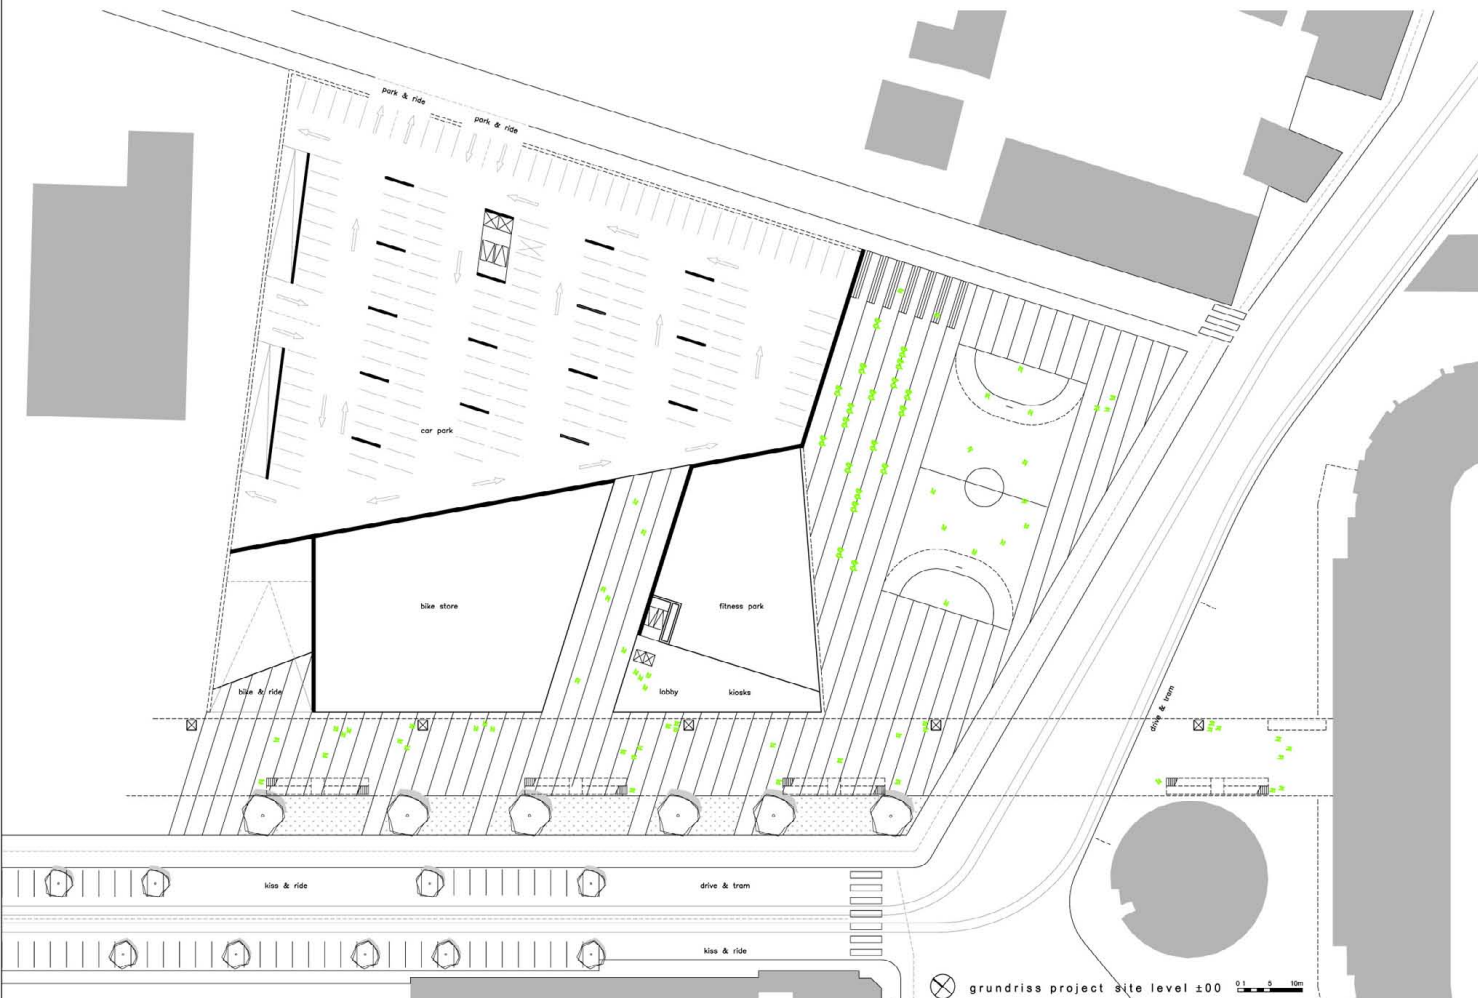 park & ride
park & ride
car park
bike store
fitness park
bike & ride
lobby
kiosks
drive & tram
kiss & ride
drive & tram
kiss & ride
grundriss project site level ±00
0 1 5 10m